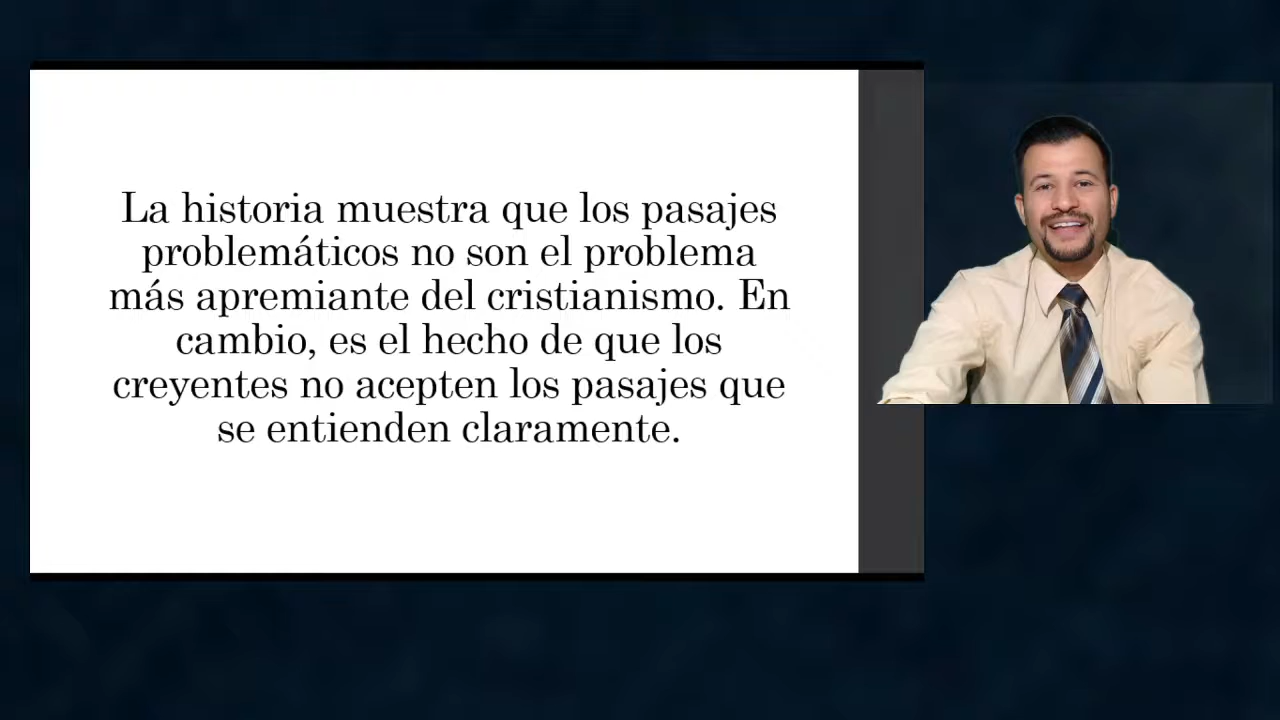 La historia muestra que los pasajes
problemáticos no son el problema
más apremiante del cristianismo. En
cambio, es el hecho de que los
creyentes no acepten los pasajes que
se entienden claramente.